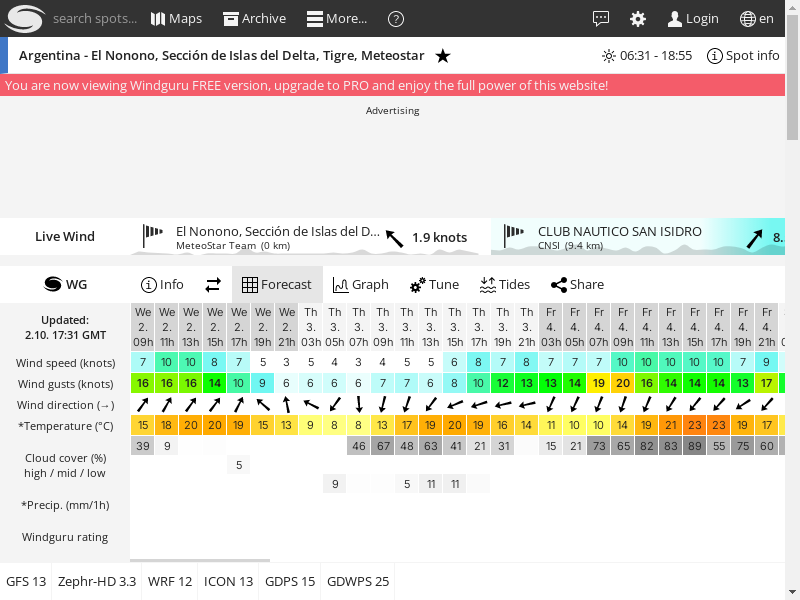 search spots... Maps Archive More... ? Login en
Argentina - El Nonono, Sección de Islas del Delta, Tigre, Meteostar ★ 06:31 - 18:55 Spot info
You are now viewing Windguru FREE version, upgrade to PRO and enjoy the full power of this website!
Advertising
Live Wind
El Nonono, Sección de Islas del D...
MeteoStar Team (0 km)
1.9 knots
CLUB NAUTICO SAN ISIDRO
CNSI (9.4 km)
8.
WG Info Forecast Graph Tune Tides Share
Updated:
2.10. 17:31 GMT
We We We We We We We Th Th Th Th Th Th Th Th Th Th Fr Fr Fr Fr Fr Fr Fr Fr Fr Fr
2. 2. 2. 2. 2. 2. 2. 3. 3. 3. 3. 3. 3. 3. 3. 3. 3. 4. 4. 4. 4. 4. 4. 4. 4. 4. 4.
09h 11h 13h 15h 17h 19h 21h 03h 05h 07h 09h 11h 13h 15h 17h 19h 21h 03h 05h 07h 09h 11h 13h 15h 17h 19h 21h
Wind speed (knots) 7 10 10 8 7 5 3 5 4 3 4 5 5 6 8 7 8 7 7 7 10 10 10 10 10 7 9
Wind gusts (knots) 16 16 16 14 10 9 6 6 6 6 7 7 6 8 10 12 13 13 14 19 20 16 14 14 14 13 17
Wind direction (→)
*Temperature (°C) 15 18 20 20 19 15 13 9 8 8 13 17 19 20 19 16 14 11 10 10 14 19 21 23 23 19 17
Cloud cover (%)
high / mid / low
39 9 46 67 48 63 41 21 31 15 21 73 65 82 83 89 55 75 60
5
9 5 11 11
*Precip. (mm/1h)
Windguru rating
GFS 13 Zephr-HD 3.3 WRF 12 ICON 13 GDPS 15 GDWPS 25